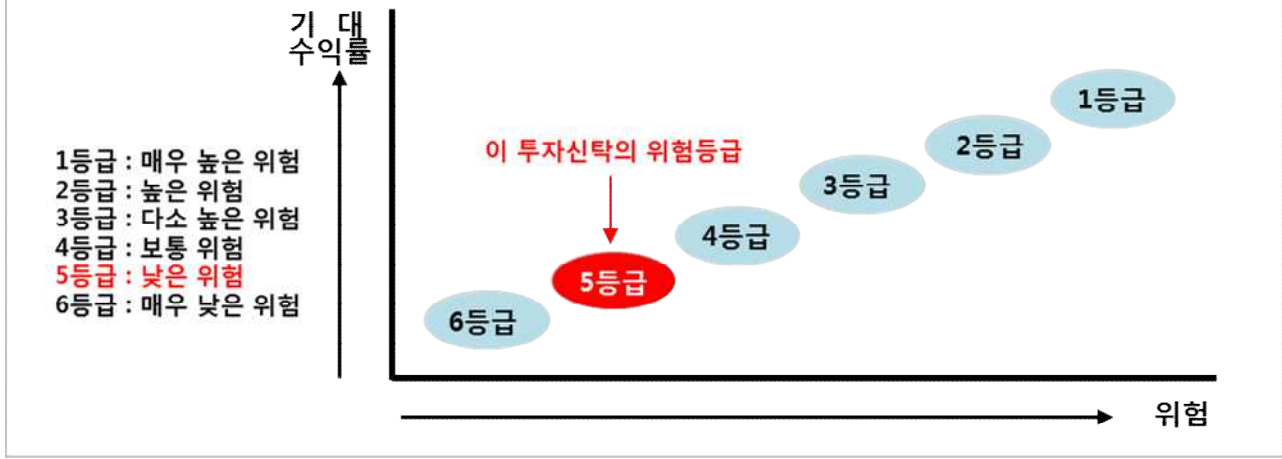 기 대
수익률
1등급 : 매우 높은 위험
2등급 : 높은 위험
3등급 : 다소 높은 위험
4등급 : 보통 위험
5등급 : 낮은 위험
6등급 : 매우 낮은 위험
이 투자신탁의 위험등급
1등급
2등급
3등급
4등급
5등급
6등급
위험